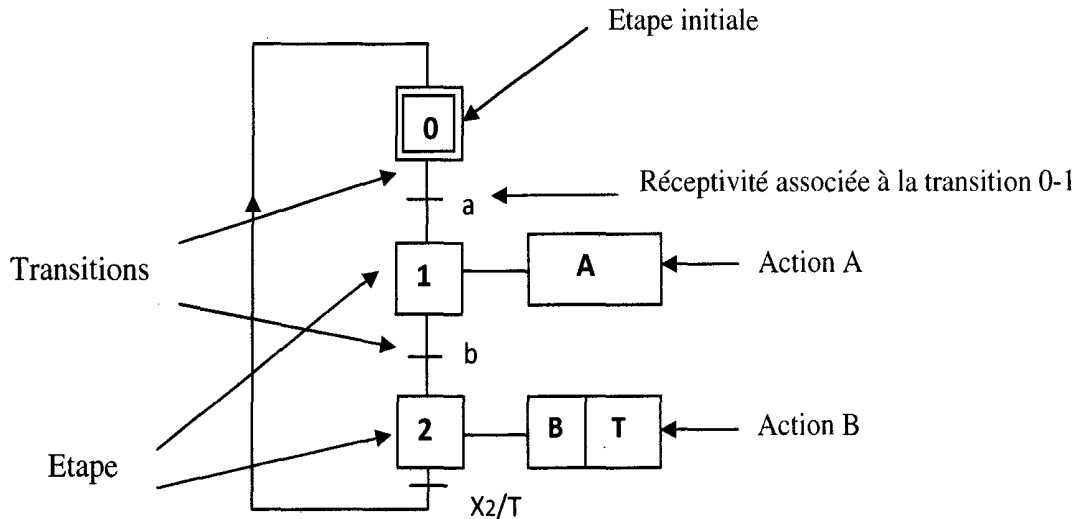 Etape initiale
0
a
Réceptivité associée à la transition 0-1
Transitions
1
A
Action A
b
2
B T
Action B
Etape
X2/T